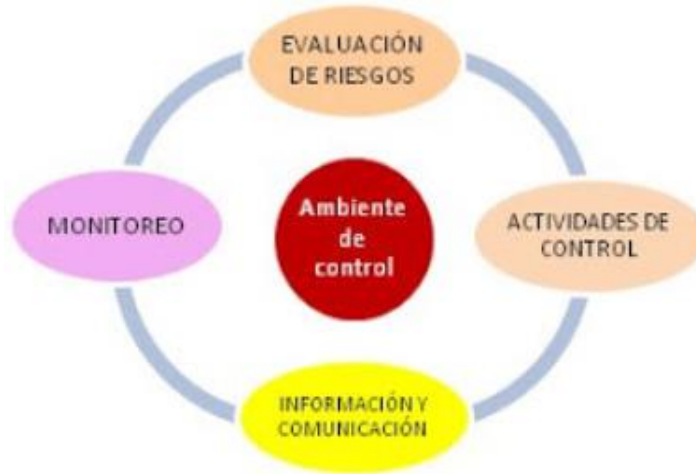 EVALUACIÓN
DE RIESGOS
MONITOREO
Ambiente
de
control
ACTIVIDADES DE
CONTROL
INFORMACIÓN Y
COMUNICACIÓN